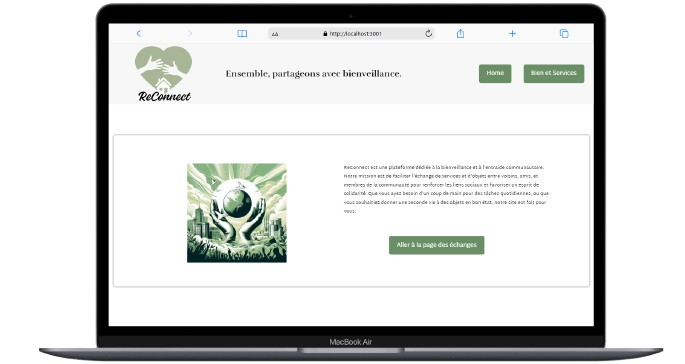 AA
http://localhost:3001
Ensemble, partageons avec bienveillance.
Home
Bien et Services
ReConnect
ReConnect est une plateforme dédiée à la bienveillance et à l'entraide communautaire.
Notre mission est de faciliter l'échange de services et d'objets entre voisins, amis, et
membres de la communauté pour renforcer les liens sociaux et favoriser un esprit de
solidarité. Que vous ayez besoin d'un coup de main pour des tâches quotidiennes, ou que
vous souhaitiez donner une seconde vie à des objets en bon état, notre site est fait pour
vous.
Aller à la page des échanges
MacBook Air